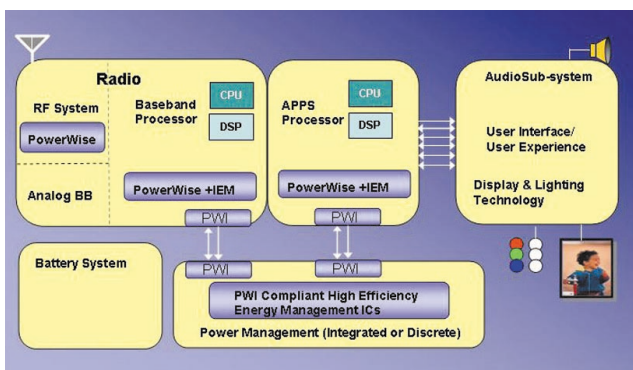 Radio
RF System
PowerWise
Analog BB
Baseband
Processor
CPU
DSP
PowerWise +IEM
PWI
APPS
Processor
CPU
DSP
PowerWise +IEM
PWI
AudioSub-system
User Interface/
User Experience
Display & Lighting
Technology
Battery System
PWI
PWI
PWI Compliant High Efficiency
Energy Management ICs
Power Management (Integrated or Discrete)